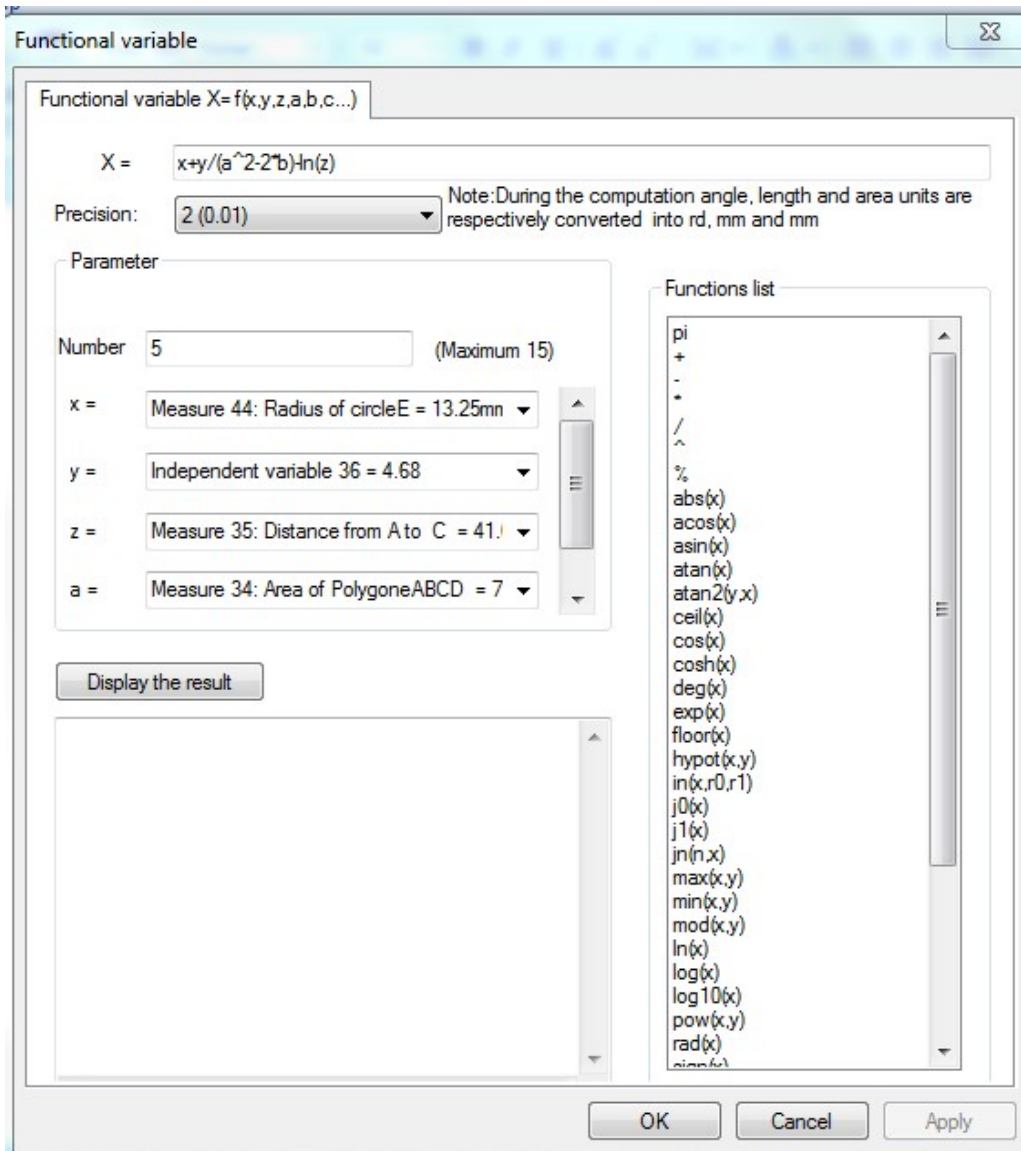 Functional variable
Functional variable X= f(x,y,z,a,b,c...)
X =
x+y/(a^2-2*b)-ln(z)
Precision:
2 (0.01)
Note:During the computation angle, length and area units are
respectively converted into rd, mm and mm
Parameter
Number
5
(Maximum 15)
x =
Measure 44: Radius of circleE = 13.25mm
y =
Independent variable 36 = 4.68
z =
Measure 35: Distance from A to C = 41.
a =
Measure 34: Area of PolygoneABCD = 7
Display the result
Functions list
pi
+
-
*
/
^
%
abs(x)
acos(x)
asin(x)
atan(x)
atan2(y,x)
ceil(x)
cos(x)
cosh(x)
deg(x)
exp(x)
floor(x)
hypot(x,y)
in(x,r0,r1)
j0(x)
j1(x)
jn(n,x)
max(x,y)
min(x,y)
mod(x,y)
ln(x)
log(x)
log10(x)
pow(x,y)
rad(x)
OK
Cancel
Apply